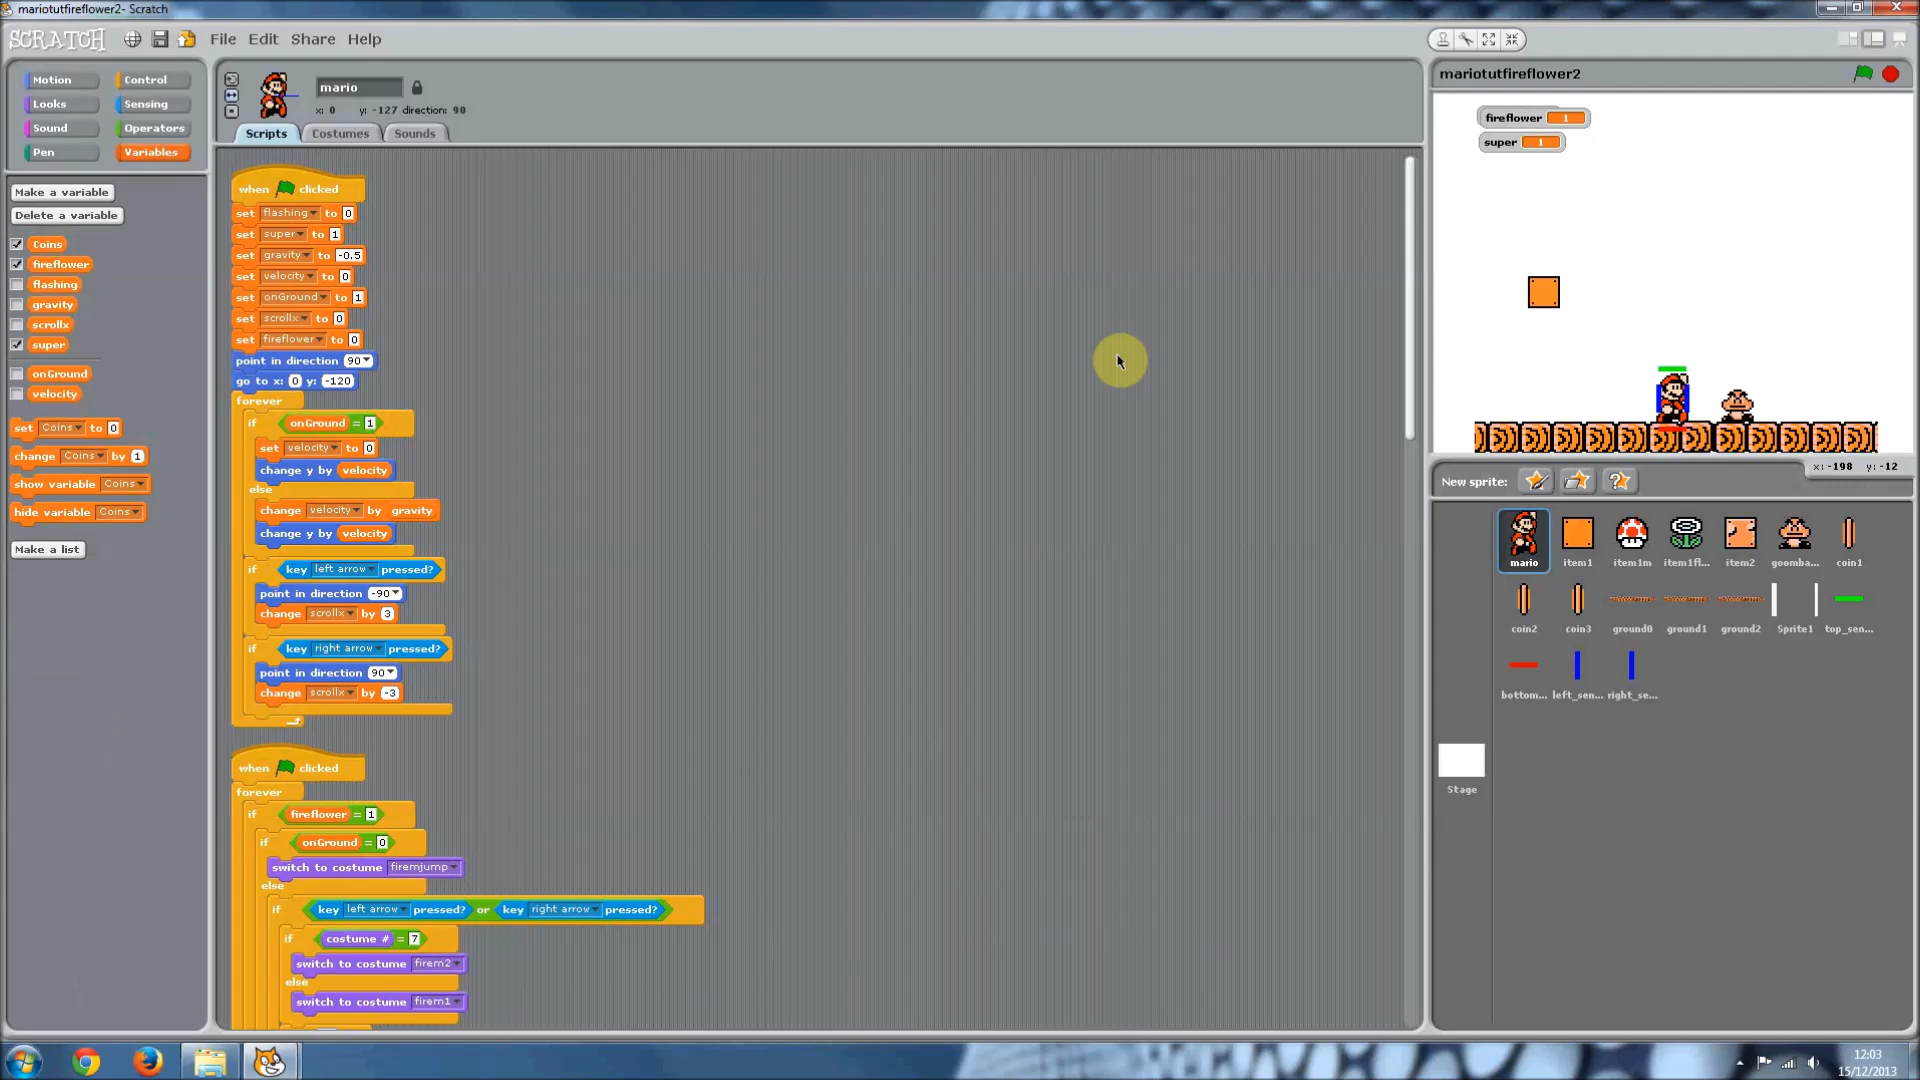 mariotutfireflower2- Scratch
SCRATCH File Edit Share Help
Motion Control
Looks Sensing
Sound Operators
Pen Variables
Make a variable
Delete a variable
Coins
fireflower
flashing
gravity
scrollx
super
onGround
velocity
set Coins to 0
change Coins by 1
show variable Coins
hide variable Coins
Make a list
mario
x: 0 y: -127 direction: 90
Scripts Costumes Sounds
when clicked
set flashing to 0
set super to 1
set gravity to -0.5
set velocity to 0
set onGround to 1
set scrollx to 0
set fireflower to 0
point in direction 90
go to x: 0 y: -120
forever
if onGround = 1
set velocity to 0
change y by velocity
else
change velocity by gravity
change y by velocity
if key left arrow pressed?
point in direction -90
change scrollx by 3
if key right arrow pressed?
point in direction 90
change scrollx by -3
when clicked
forever
if fireflower = 1
if onGround = 0
switch to costume firemjump
else
if key left arrow pressed? or key right arrow pressed?
if costume # = 7
switch to costume firem2
else
switch to costume firem1
mariotutfireflower2
fireflower 1
super 1
x: -198 y: -12
New sprite:
mario item1 item1m item1fl... item2 goomba... coin1
coin2 coin3 ground0 ground1 ground2 Sprite1 top_sen...
bottom... left_sen... right_se...
Stage
12:03
15/12/2013